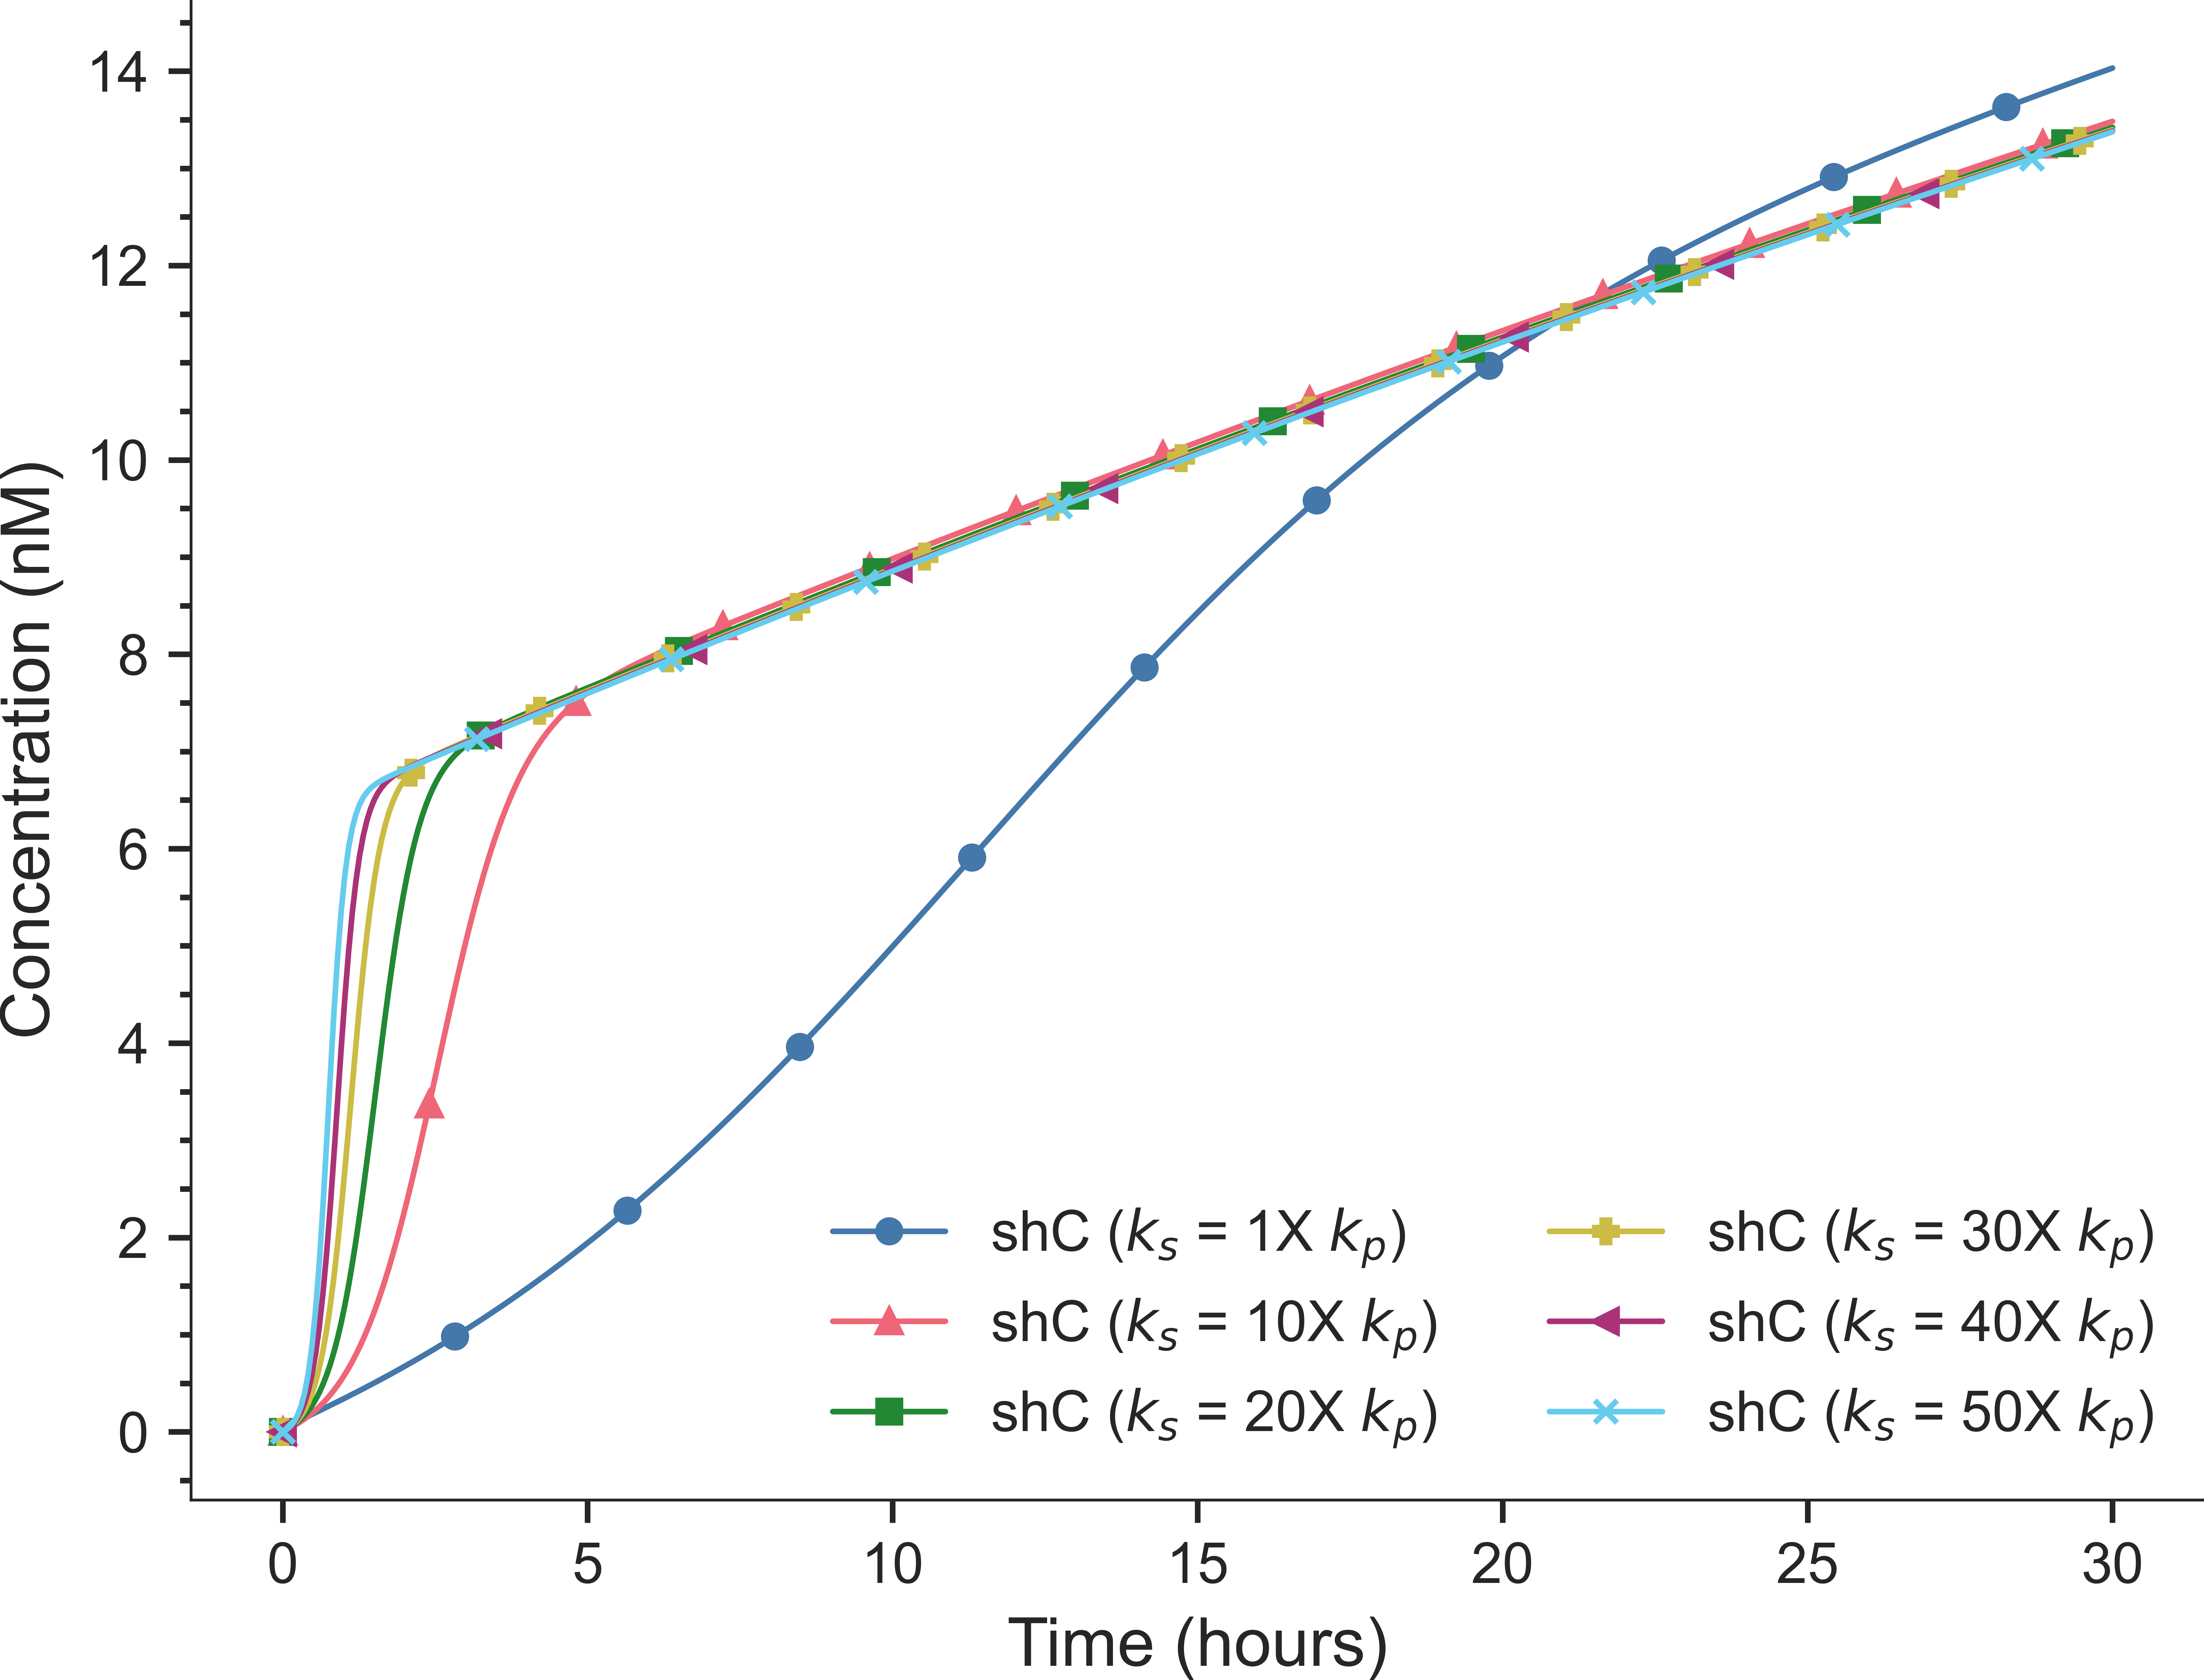 Concentration (nM)
14
12
10
8
6
4
2
0
0 5 10 15 20 25 30
Time (hours)
shC (ks = 1X kp)
shC (ks = 10X kp)
shC (ks = 20X kp)
shC (ks = 30X kp)
shC (ks = 40X kp)
shC (ks = 50X kp)